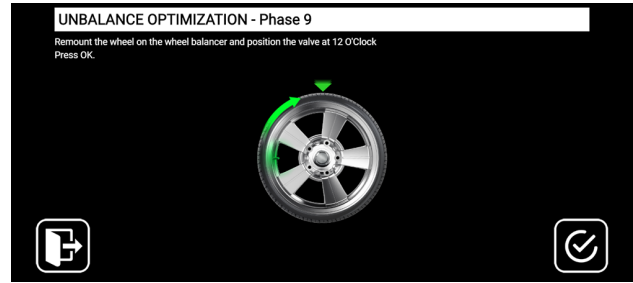 UNBALANCE OPTIMIZATION - Phase 9
Remount the wheel on the wheel balancer and position the valve at 12 O'Clock
Press OK.